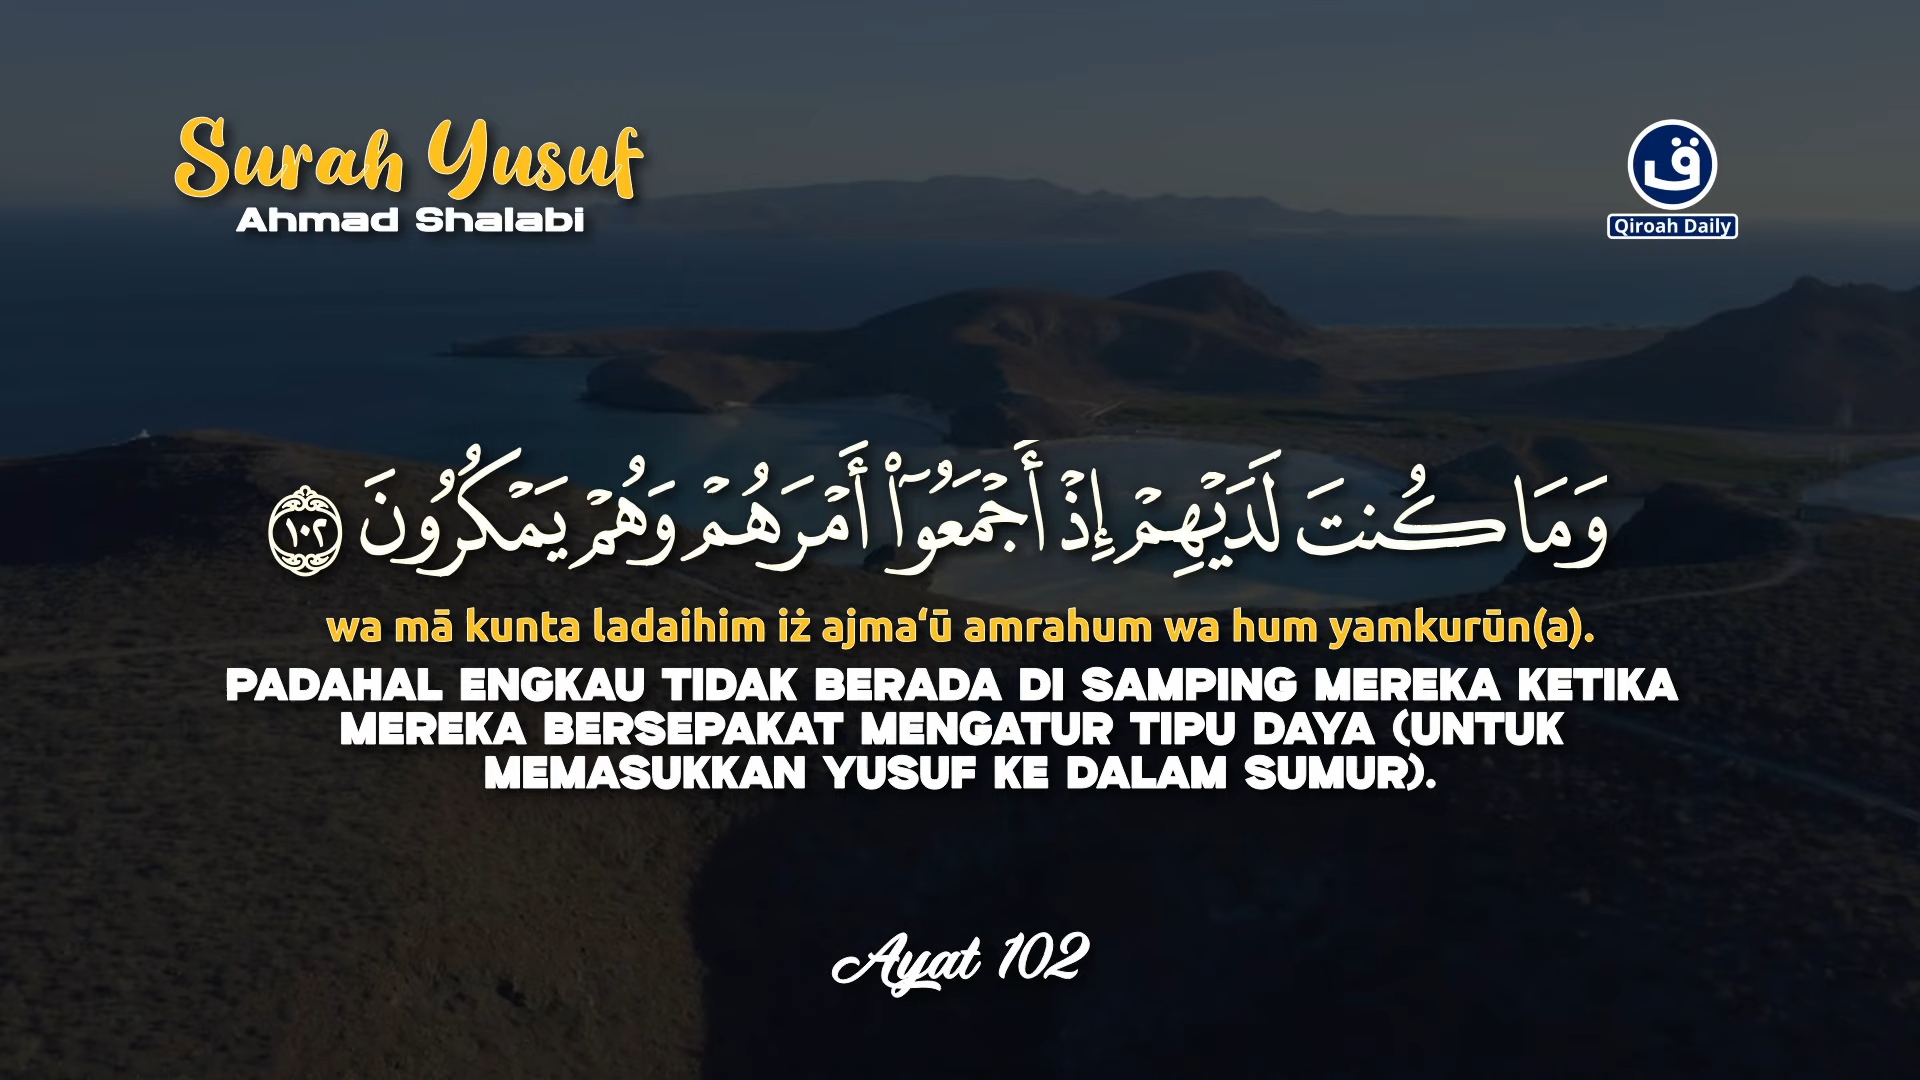 Surah Yusuf
Ahmad Shalabi
ق
Qiroah Daily
وَمَا كُنتَ لَدَيْهِمْ إِذْ أَجْمَعُوٓا۟ أَمْرَهُمْ وَهُمْ يَمْكُرُونَ ١٠٢
wa mā kunta ladaihim iż ajma‘ū amrahum wa hum yamkurūn(a).
PADAHAL ENGKAU TIDAK BERADA DI SAMPING MEREKA KETIKA
MEREKA BERSEPAKAT MENGATUR TIPU DAYA (UNTUK
MEMASUKKAN YUSUF KE DALAM SUMUR).
Ayat 102